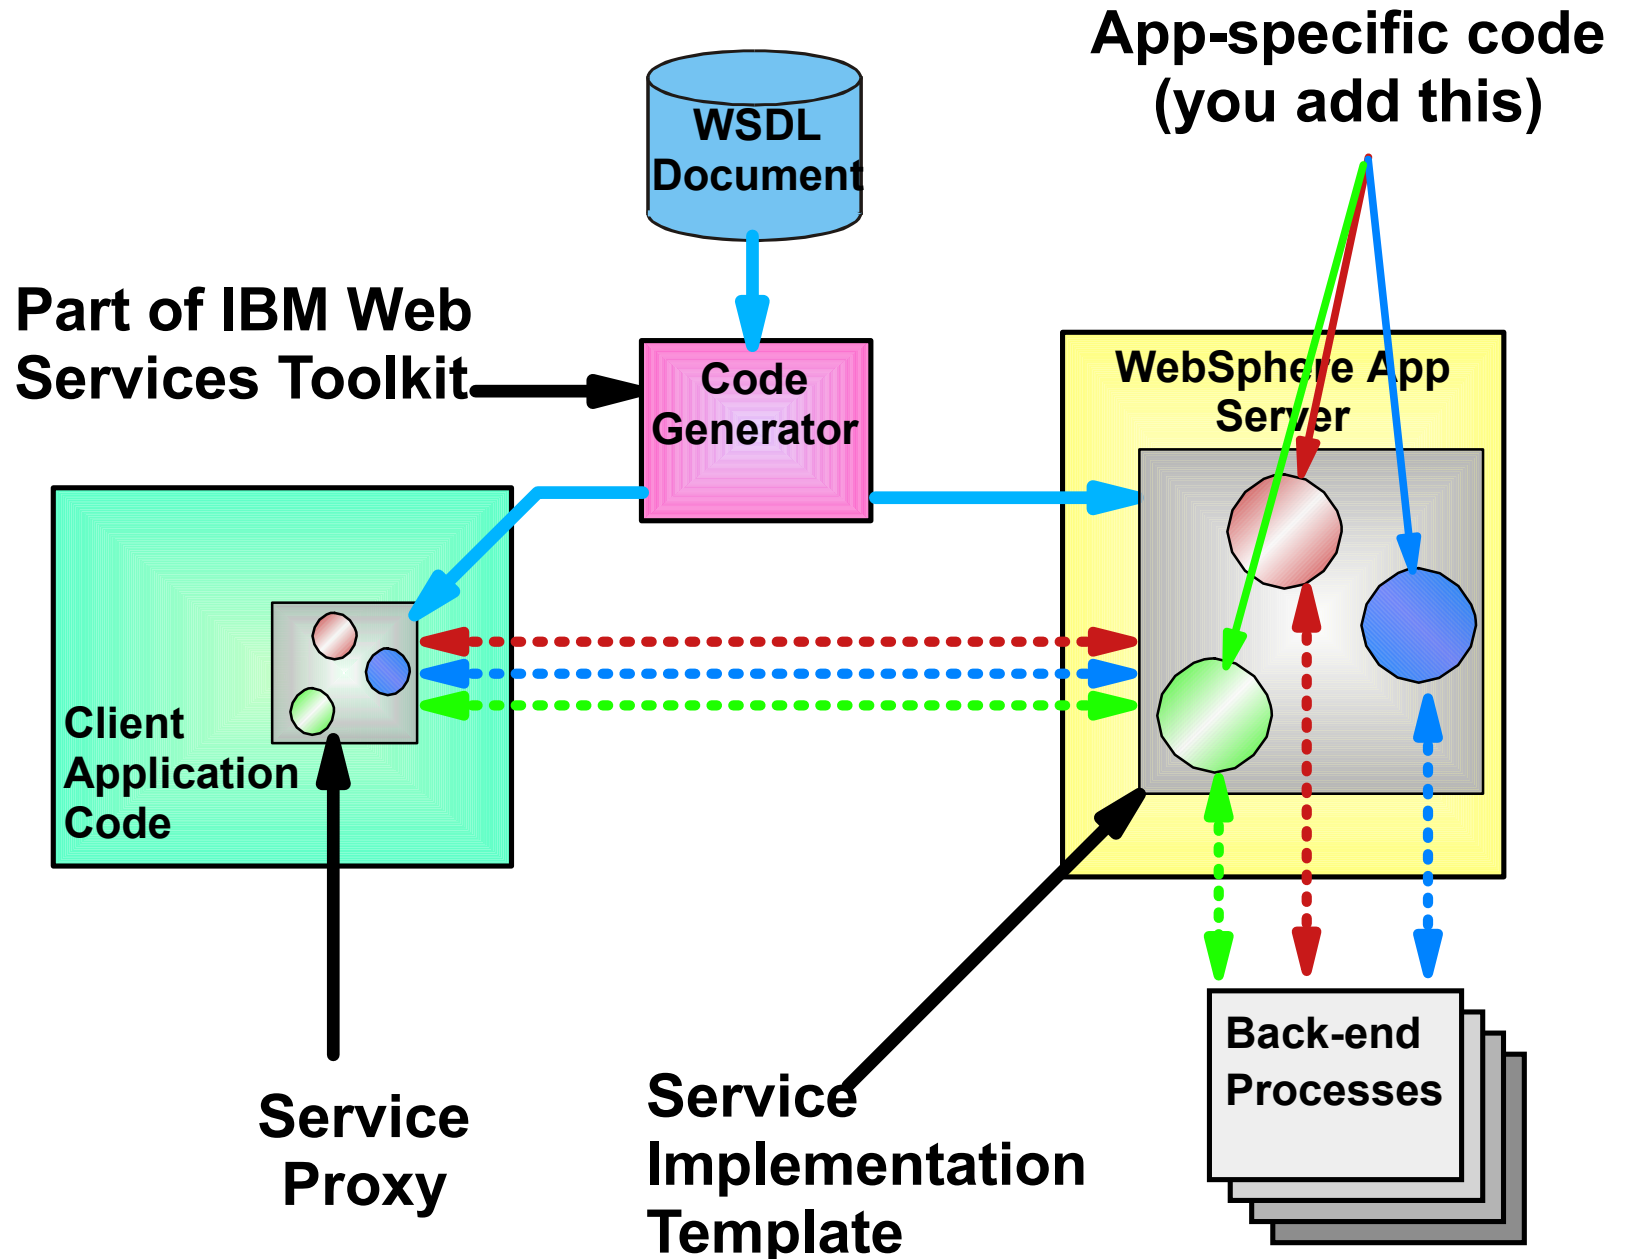 App-specific code
(you add this)
WSDL
Document
Part of IBM Web
Services Toolkit
Code
Generator
WebSphere App
Server
Client
Application
Code
Service
Proxy
Service
Implementation
Template
Back-end
Processes